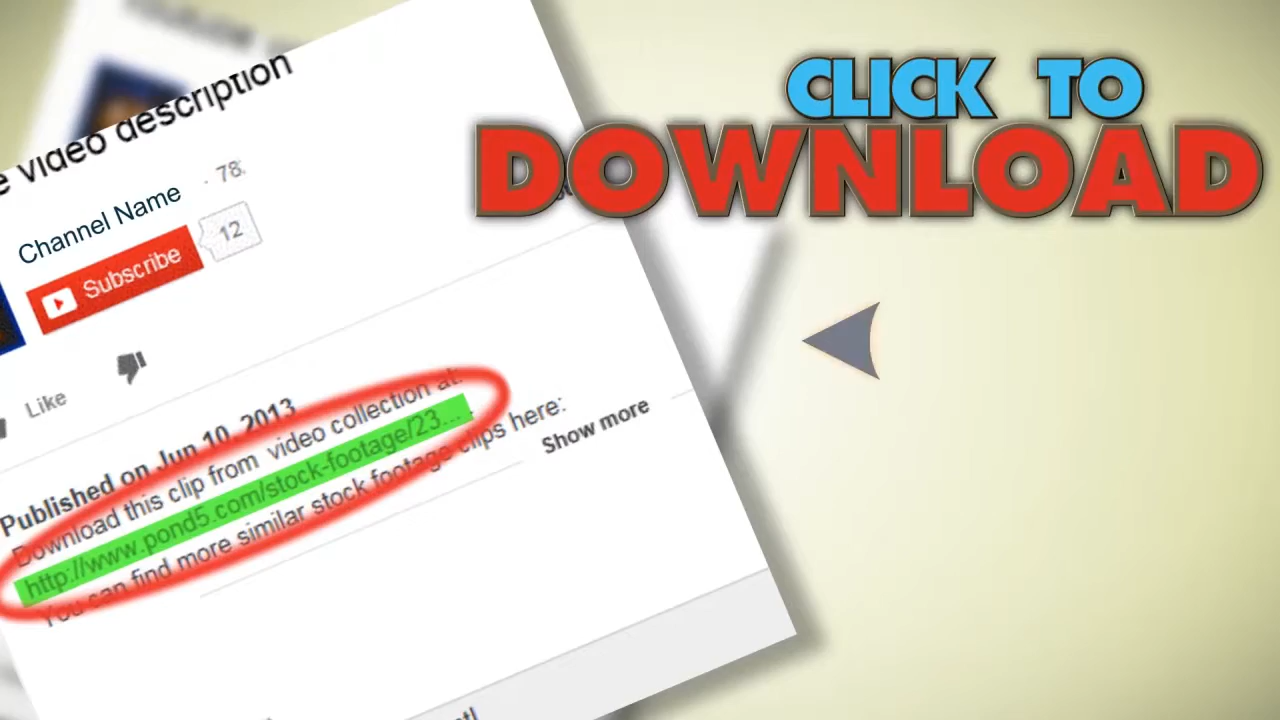 CLICK TO
DOWNLOAD
video description
Channel Name
78
Subscribe
12
Like
Published on Jun 10, 2013
Download this clip from video collection at:
http://www.pond5.com/stock-footage/23...
You can find more similar stock footage clips here:
Show more